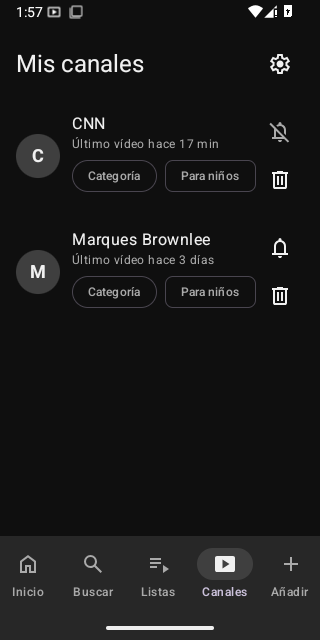 1:57
Mis canales
CNN
Último vídeo hace 17 min
Categoría
Para niños
C
Marques Brownlee
Último vídeo hace 3 días
Categoría
Para niños
M
Inicio
Buscar
Listas
Canales
Añadir